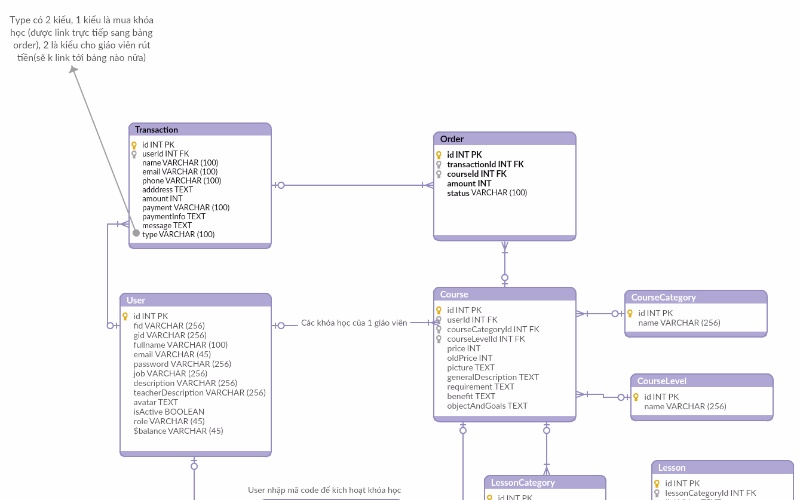 Type có 2 kiểu, 1 kiểu là mua khóa
học (được link trực tiếp sang bảng
order), 2 là kiểu cho giáo viên rút
tiền(sẽ k link tới bảng nào nữa)
Transaction
id INT PK
userId INT FK
name VARCHAR (100)
email VARCHAR (100)
phone VARCHAR (100)
adddress TEXT
amount INT
payment VARCHAR (100)
paymentInfo TEXT
message TEXT
type VARCHAR (100)
Order
id INT PK
transactionId INT FK
courseId INT FK
amount INT
status VARCHAR (100)
User
id INT PK
fid VARCHAR (256)
gid VARCHAR (256)
fullname VARCHAR (100)
email VARCHAR (45)
password VARCHAR (256)
job VARCHAR (256)
description VARCHAR (256)
teacherDescription VARCHAR (256)
avatar TEXT
isActive BOOLEAN
role VARCHAR (45)
$balance VARCHAR (45)
Các khóa học của 1 giáo viên
Course
id INT PK
userId INT FK
courseCategoryId INT FK
courseLevelId INT FK
price INT
oldPrice INT
picture TEXT
generalDescription TEXT
requirement TEXT
benefit TEXT
objectAndGoals TEXT
CourseCategory
id INT PK
name VARCHAR (256)
CourseLevel
id INT PK
name VARCHAR (256)
User nhập mã code để kích hoạt khóa học
LessonCategory
id INT PK
Lesson
id INT PK
lessonCategoryId INT FK